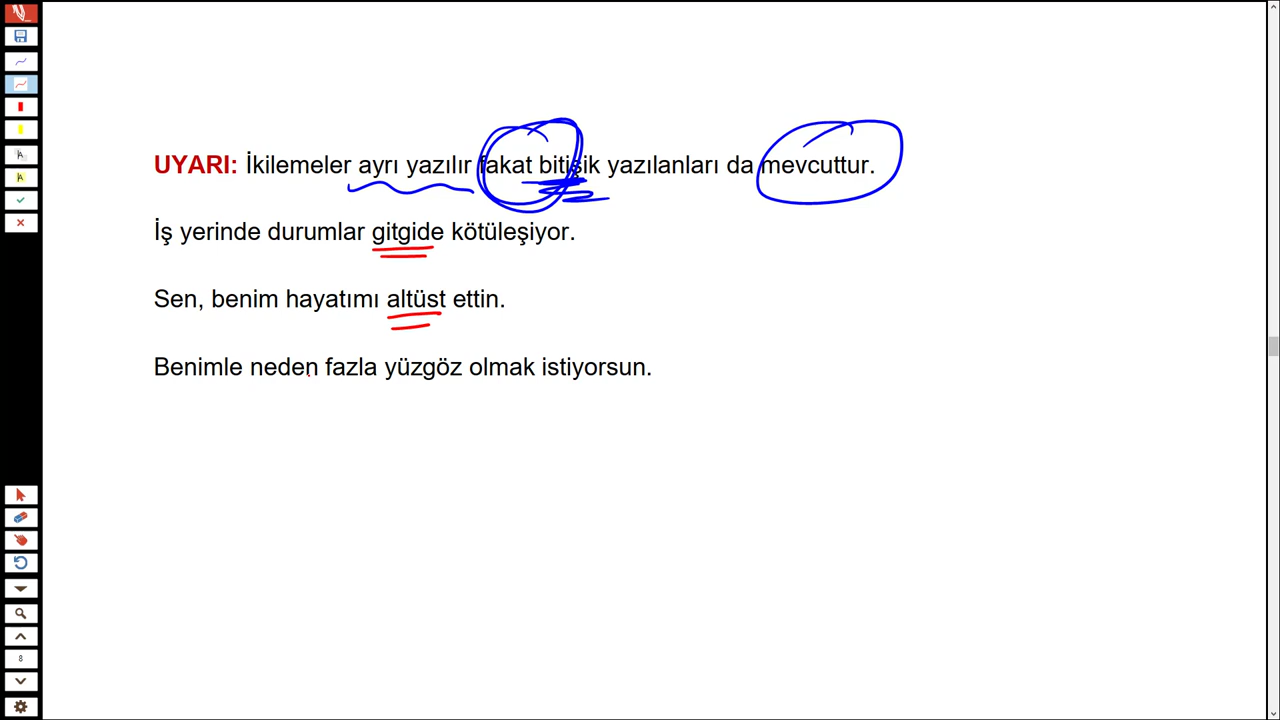 UYARI: İkilemeler ayrı yazılır fakat bitişik yazılanları da mevcuttur.
İş yerinde durumlar gitgide kötüleşiyor.
Sen, benim hayatımı altüst ettin.
Benimle neden fazla yüzgöz olmak istiyorsun.
A
A
8